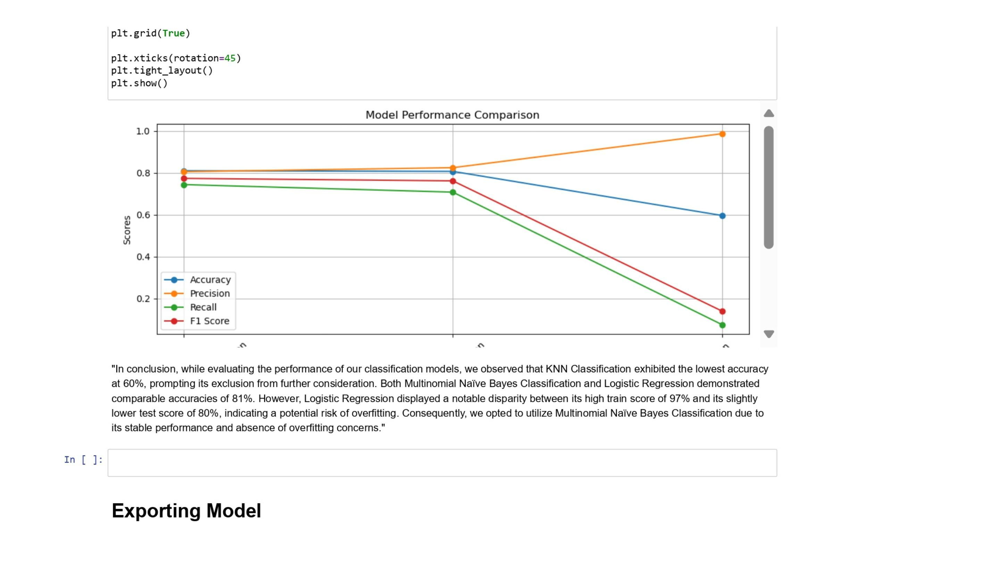 plt.grid(True)
plt.xticks(rotation=45)
plt.tight_layout()
plt.show()
Model Performance Comparison
1.0
0.8
0.6
0.4
0.2
Scores
Accuracy
Precision
Recall
F1 Score
"In conclusion, while evaluating the performance of our classification models, we observed that KNN Classification exhibited the lowest accuracy
at 60%, prompting its exclusion from further consideration. Both Multinomial Naïve Bayes Classification and Logistic Regression demonstrated
comparable accuracies of 81%. However, Logistic Regression displayed a notable disparity between its high train score of 97% and its slightly
lower test score of 80%, indicating a potential risk of overfitting. Consequently, we opted to utilize Multinomial Naïve Bayes Classification due to
its stable performance and absence of overfitting concerns."
In [ ]:
Exporting Model